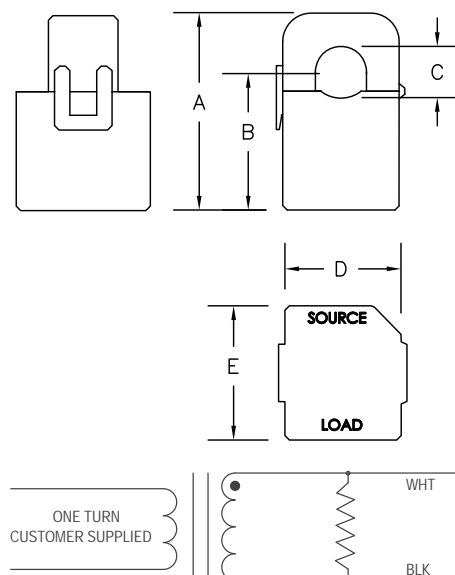 A
B
C
D
SOURCE
E
LOAD
WHT
ONE TURN
CUSTOMER SUPPLIED
BLK